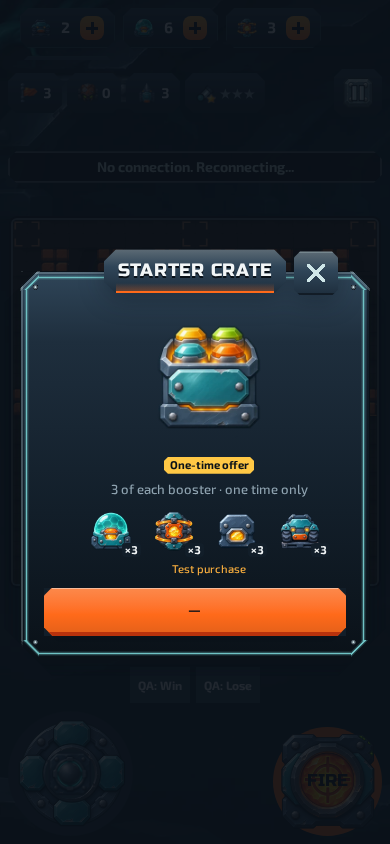 2 6 3
3 0 3
No connection. Reconnecting...
STARTER CRATE
One-time offer
3 of each booster · one time only
×3 ×3 ×3 ×3
Test purchase
—
QA: Win QA: Lose
FIRE